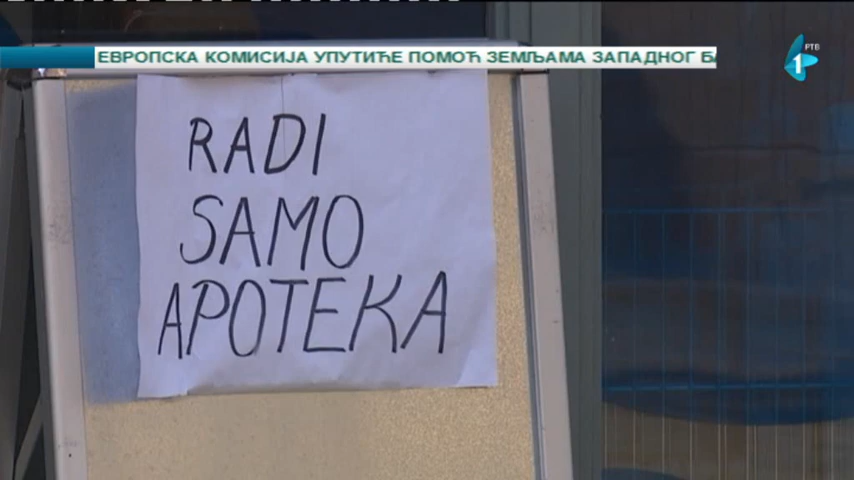 ЕВРОПСКА КОМИСИЈА УПУТИЋЕ ПОМОЋ ЗЕМЉАМА ЗАПАДНОГ
РТВ
1
RADI
SAMO
APOTEKA